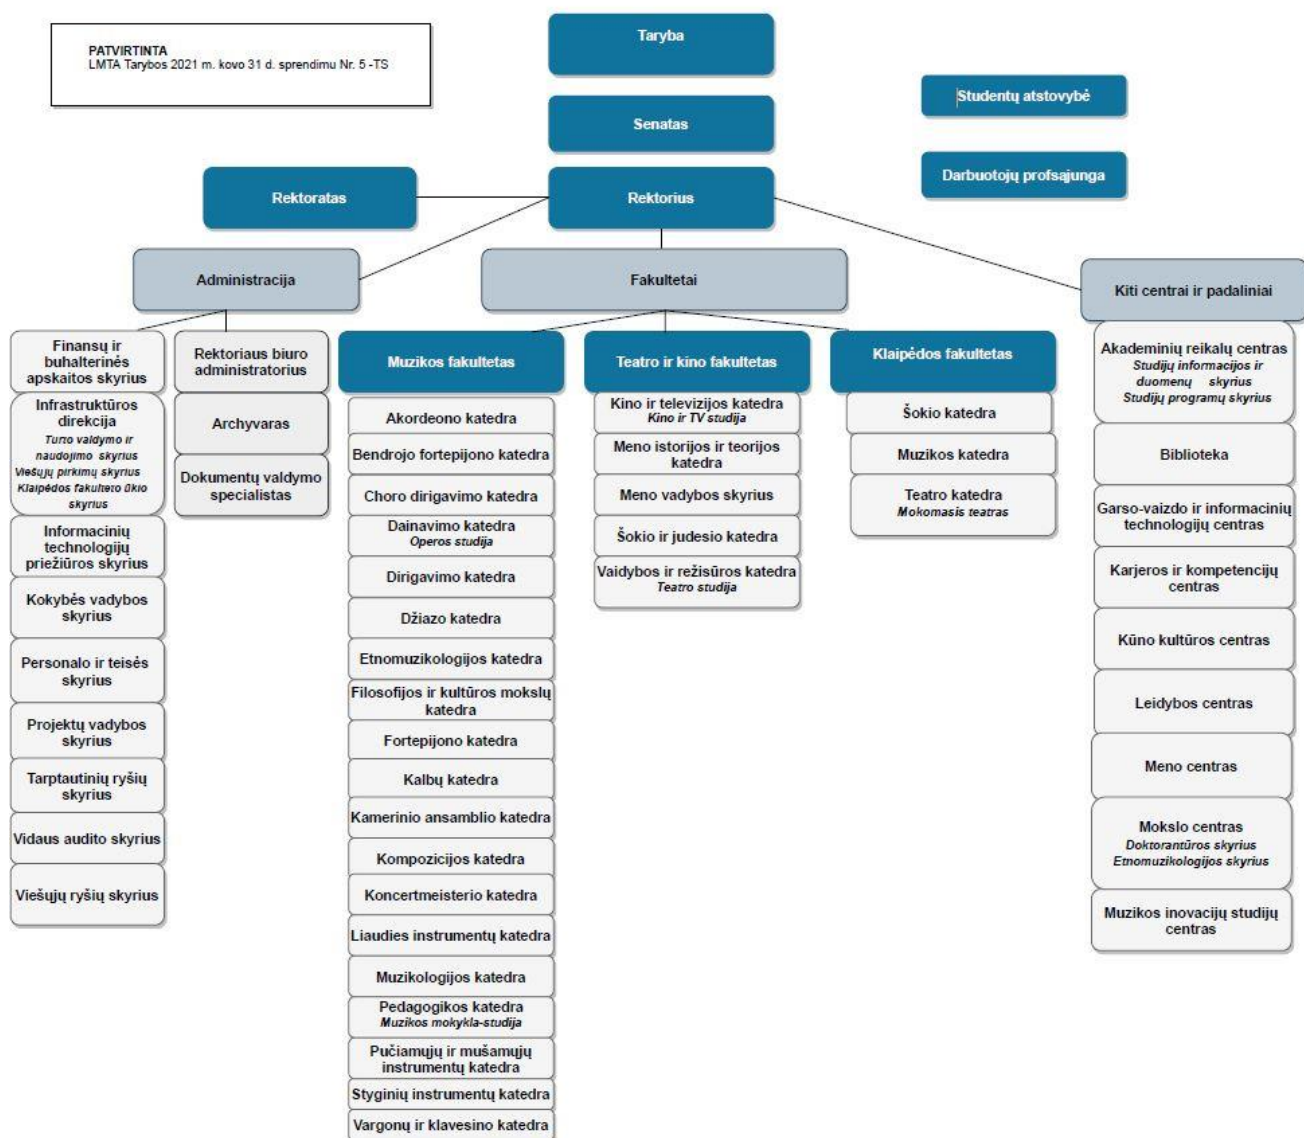 PATVIRTINTA
LMTA Tarybos 2021 m. kovo 31 d. sprendimu Nr. 5 -TS
Taryba
Studentų atstovybė
Senatas
Darbuotojų profsąjunga
Rektoratas
Rektorius
Administracija
Fakultetai
Kiti centrai ir padaliniai
Finansų ir
buhalterinės
apskaitos skyrius
Infrastruktūros
direkcija
Turto valdymo ir
naudojimo skyrius
Viešųjų pirkimų skyrius
Klaipėdos fakulteto ūkio
skyrius
Informacinių
technologijų
priežiūros skyrius
Kokybės vadybos
skyrius
Personalo ir teisės
skyrius
Projektų vadybos
skyrius
Tarptautinių ryšių
skyrius
Vidaus audito skyrius
Viešųjų ryšių skyrius
Rektoriaus biuro
administratorius
Archyvaras
Dokumentų valdymo
specialistas
Muzikos fakultetas
Akordeono katedra
Bendrojo fortepijono katedra
Choro dirigavimo katedra
Dainavimo katedra
Operos studija
Dirigavimo katedra
Džiazo katedra
Etnomuzikologijos katedra
Filosofijos ir kultūros mokslų
katedra
Fortepijono katedra
Kalbų katedra
Kamerinio ansamblio katedra
Kompozicijos katedra
Koncertmeisterio katedra
Liaudies instrumentų katedra
Muzikologijos katedra
Pedagogikos katedra
Muzikos mokykla-studija
Pučiamųjų ir mušamųjų
instrumentų katedra
Styginių instrumentų katedra
Vargonų ir klavesino katedra
Teatro ir kino fakultetas
Kino ir televizijos katedra
Kino ir TV studija
Meno istorijos ir teorijos
katedra
Meno vadybos skyrius
Šokio ir judesio katedra
Vaidybos ir režisūros katedra
Teatro studija
Klaipėdos fakultetas
Šokio katedra
Muzikos katedra
Teatro katedra
Mokomasis teatras
Akademinių reikalų centras
Studijų informacijos ir
duomenų skyrius
Studijų programų skyrius
Biblioteka
Garso-vaizdo ir informacinių
technologijų centras
Karjeros ir kompetencijų
centras
Kūno kultūros centras
Leidybos centras
Meno centras
Mokslo centras
Doktorantūros skyrius
Etnomuzikologijos skyrius
Muzikos inovacijų studijų
centras